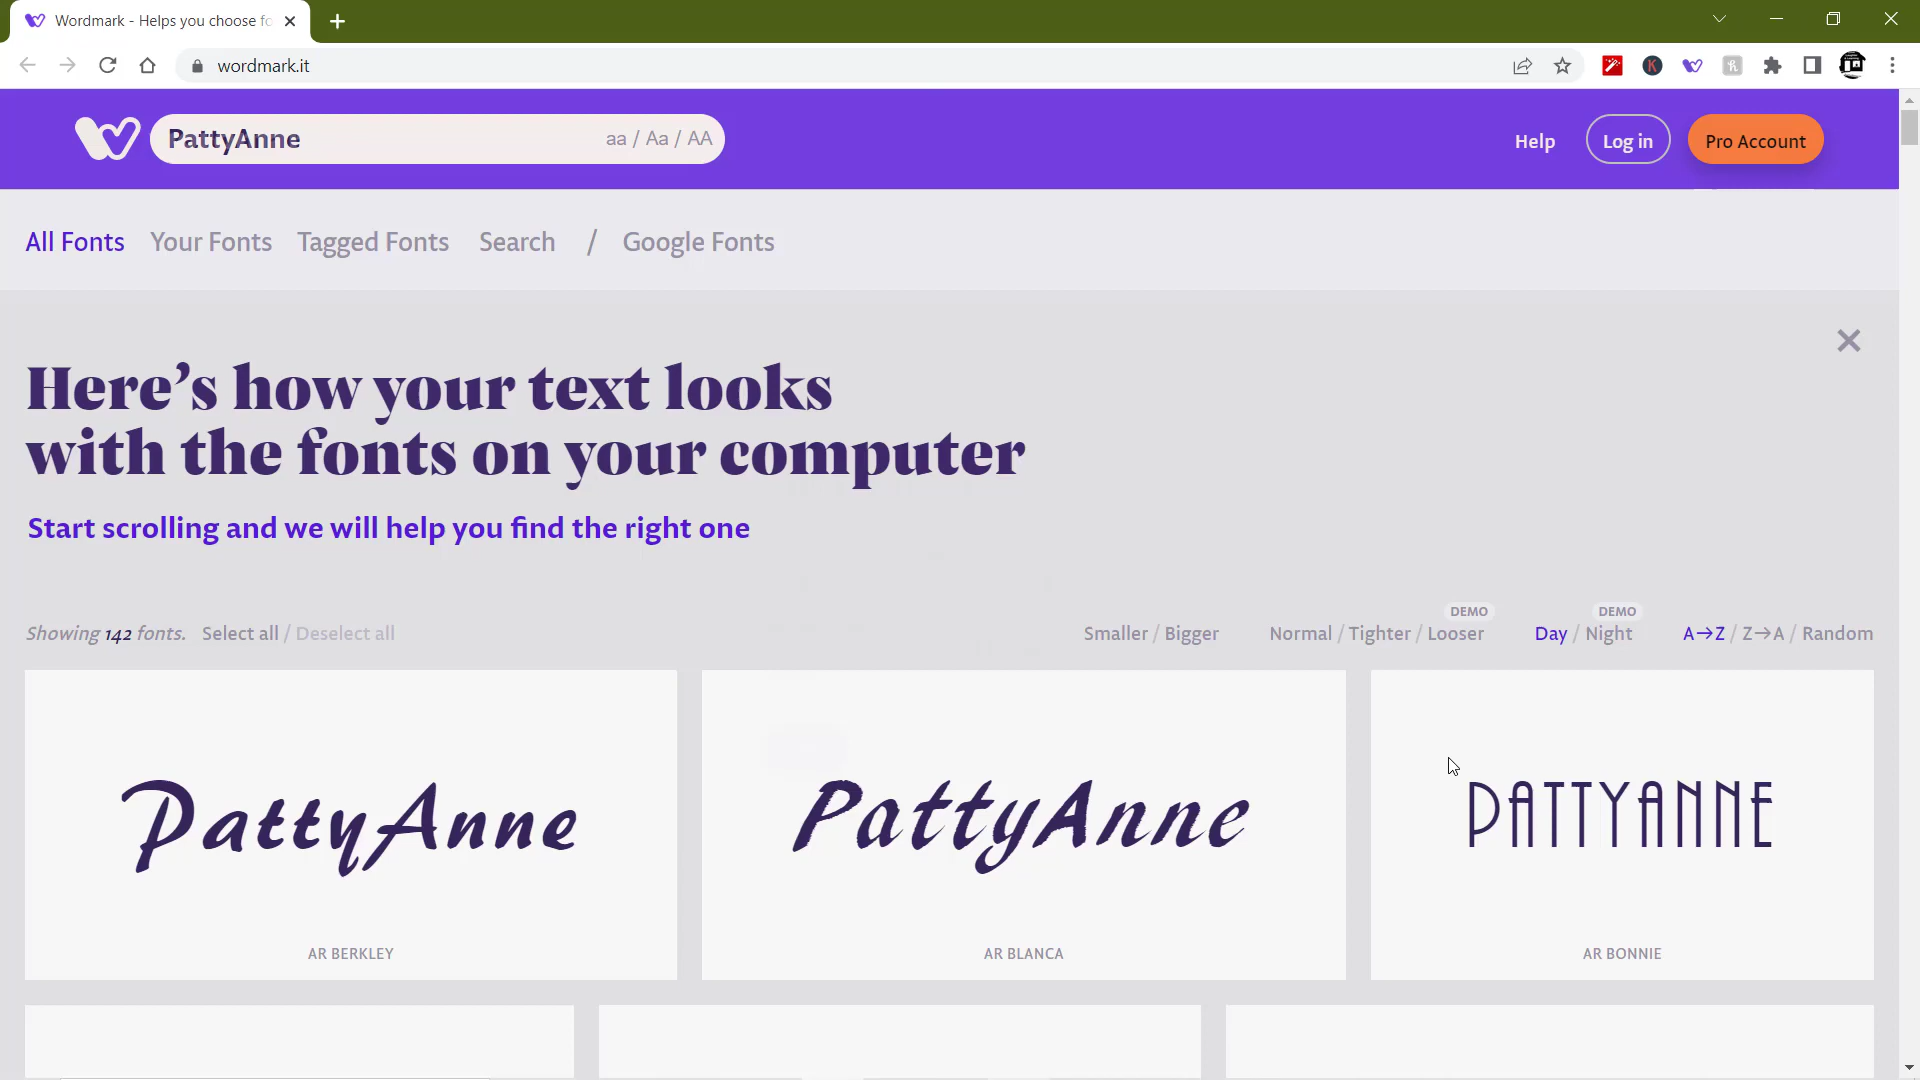 Wordmark - Helps you choose fo
wordmark.it
PattyAnne aa / Aa / AA Help Log in Pro Account
All Fonts Your Fonts Tagged Fonts Search / Google Fonts
Here’s how your text looks
with the fonts on your computer
Start scrolling and we will help you find the right one
DEMO DEMO
Showing 142 fonts. Select all / Deselect all Smaller / Bigger Normal / Tighter / Looser Day / Night A→Z / Z→A / Random
PattyAnne PattyAnne PATTYANNE
AR BERKLEY AR BLANCA AR BONNIE